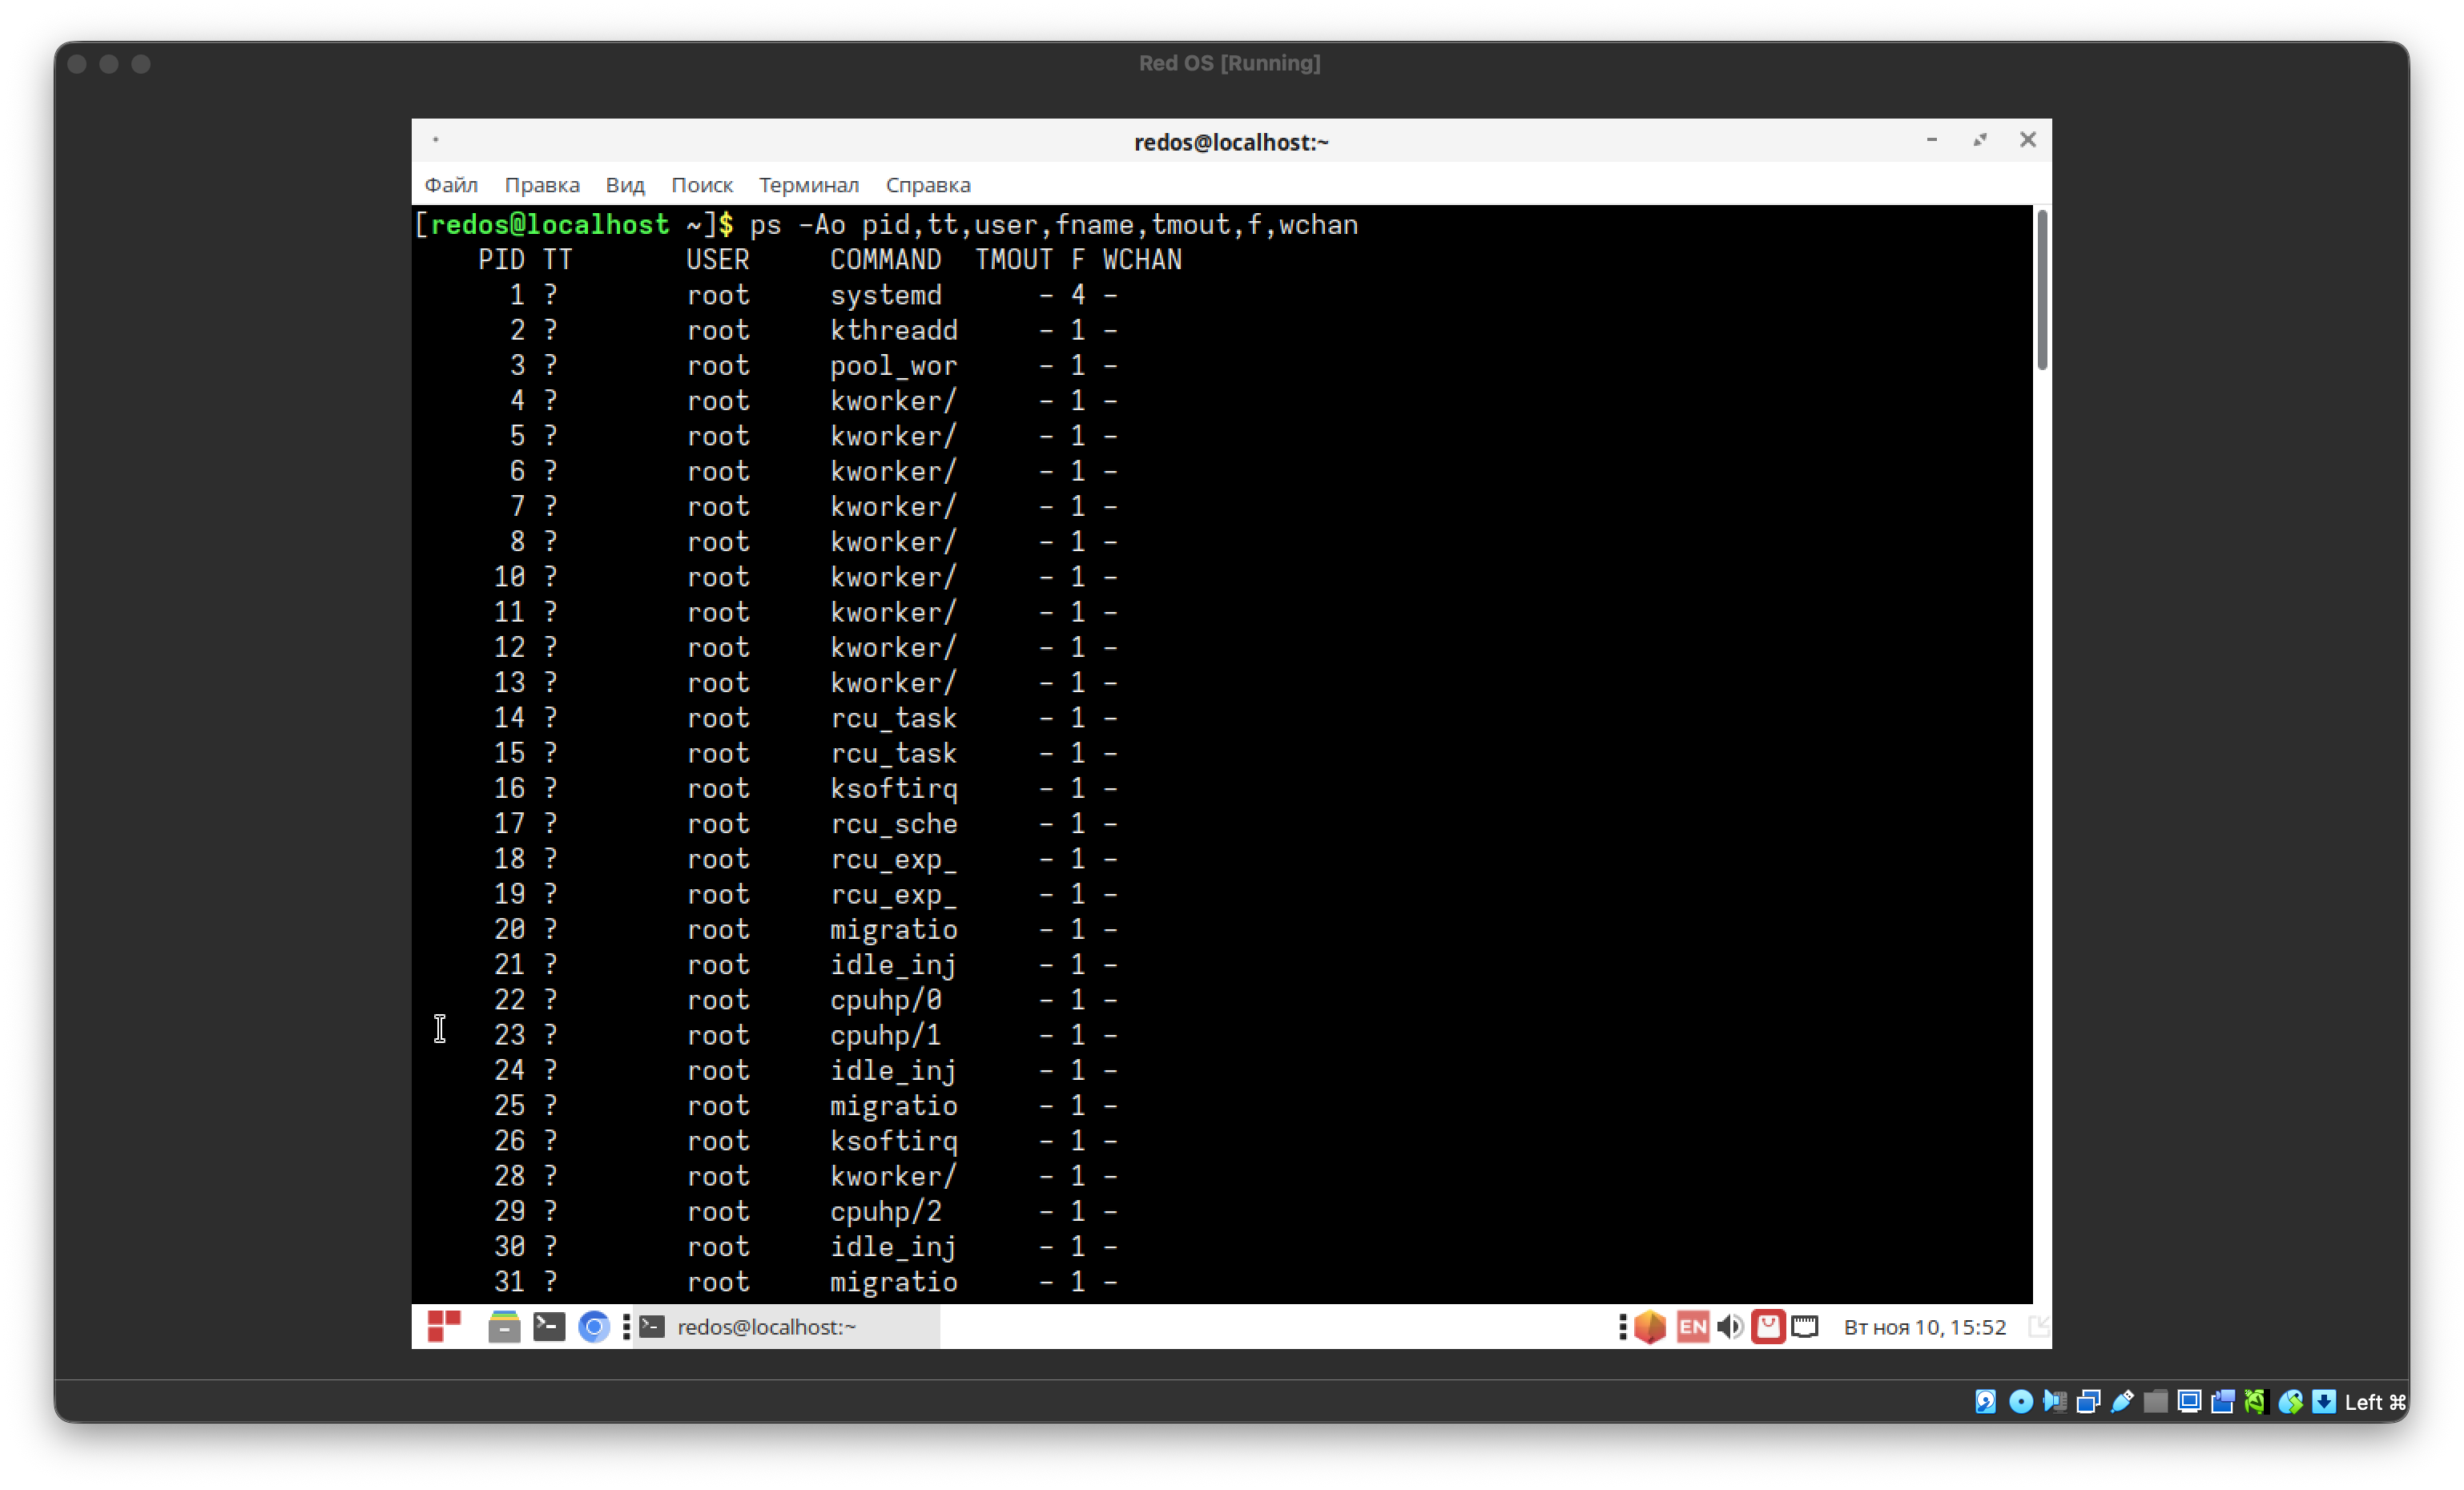 Red OS [Running]
redos@localhost:~
Файл Правка Вид Поиск Терминал Справка
[redos@localhost ~]$ ps -Ao pid,tt,user,fname,tmout,f,wchan
PID TT USER COMMAND TMOUT F WCHAN
1 ? root systemd - 4 -
2 ? root kthreadd - 1 -
3 ? root pool_wor - 1 -
4 ? root kworker/ - 1 -
5 ? root kworker/ - 1 -
6 ? root kworker/ - 1 -
7 ? root kworker/ - 1 -
8 ? root kworker/ - 1 -
10 ? root kworker/ - 1 -
11 ? root kworker/ - 1 -
12 ? root kworker/ - 1 -
13 ? root kworker/ - 1 -
14 ? root rcu_task - 1 -
15 ? root rcu_task - 1 -
16 ? root ksoftirq - 1 -
17 ? root rcu_sche - 1 -
18 ? root rcu_exp_ - 1 -
19 ? root rcu_exp_ - 1 -
20 ? root migratio - 1 -
21 ? root idle_inj - 1 -
22 ? root cpuhp/0 - 1 -
23 ? root cpuhp/1 - 1 -
24 ? root idle_inj - 1 -
25 ? root migratio - 1 -
26 ? root ksoftirq - 1 -
28 ? root kworker/ - 1 -
29 ? root cpuhp/2 - 1 -
30 ? root idle_inj - 1 -
31 ? root migratio - 1 -
redos@localhost:~ EN Вт ноя 10, 15:52
Left ⌘